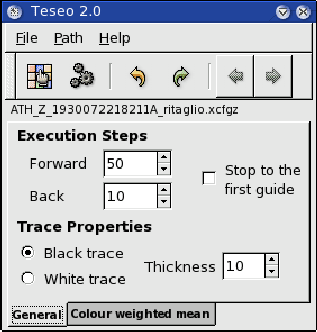 Teseo 2.0
File Path Help
ATH_Z_1930072218211A_ritaglio.xcfgz
Execution Steps
Forward 50
Back 10
Stop to the
first guide
Trace Properties
Black trace
White trace
Thickness 10
General Colour weighted mean